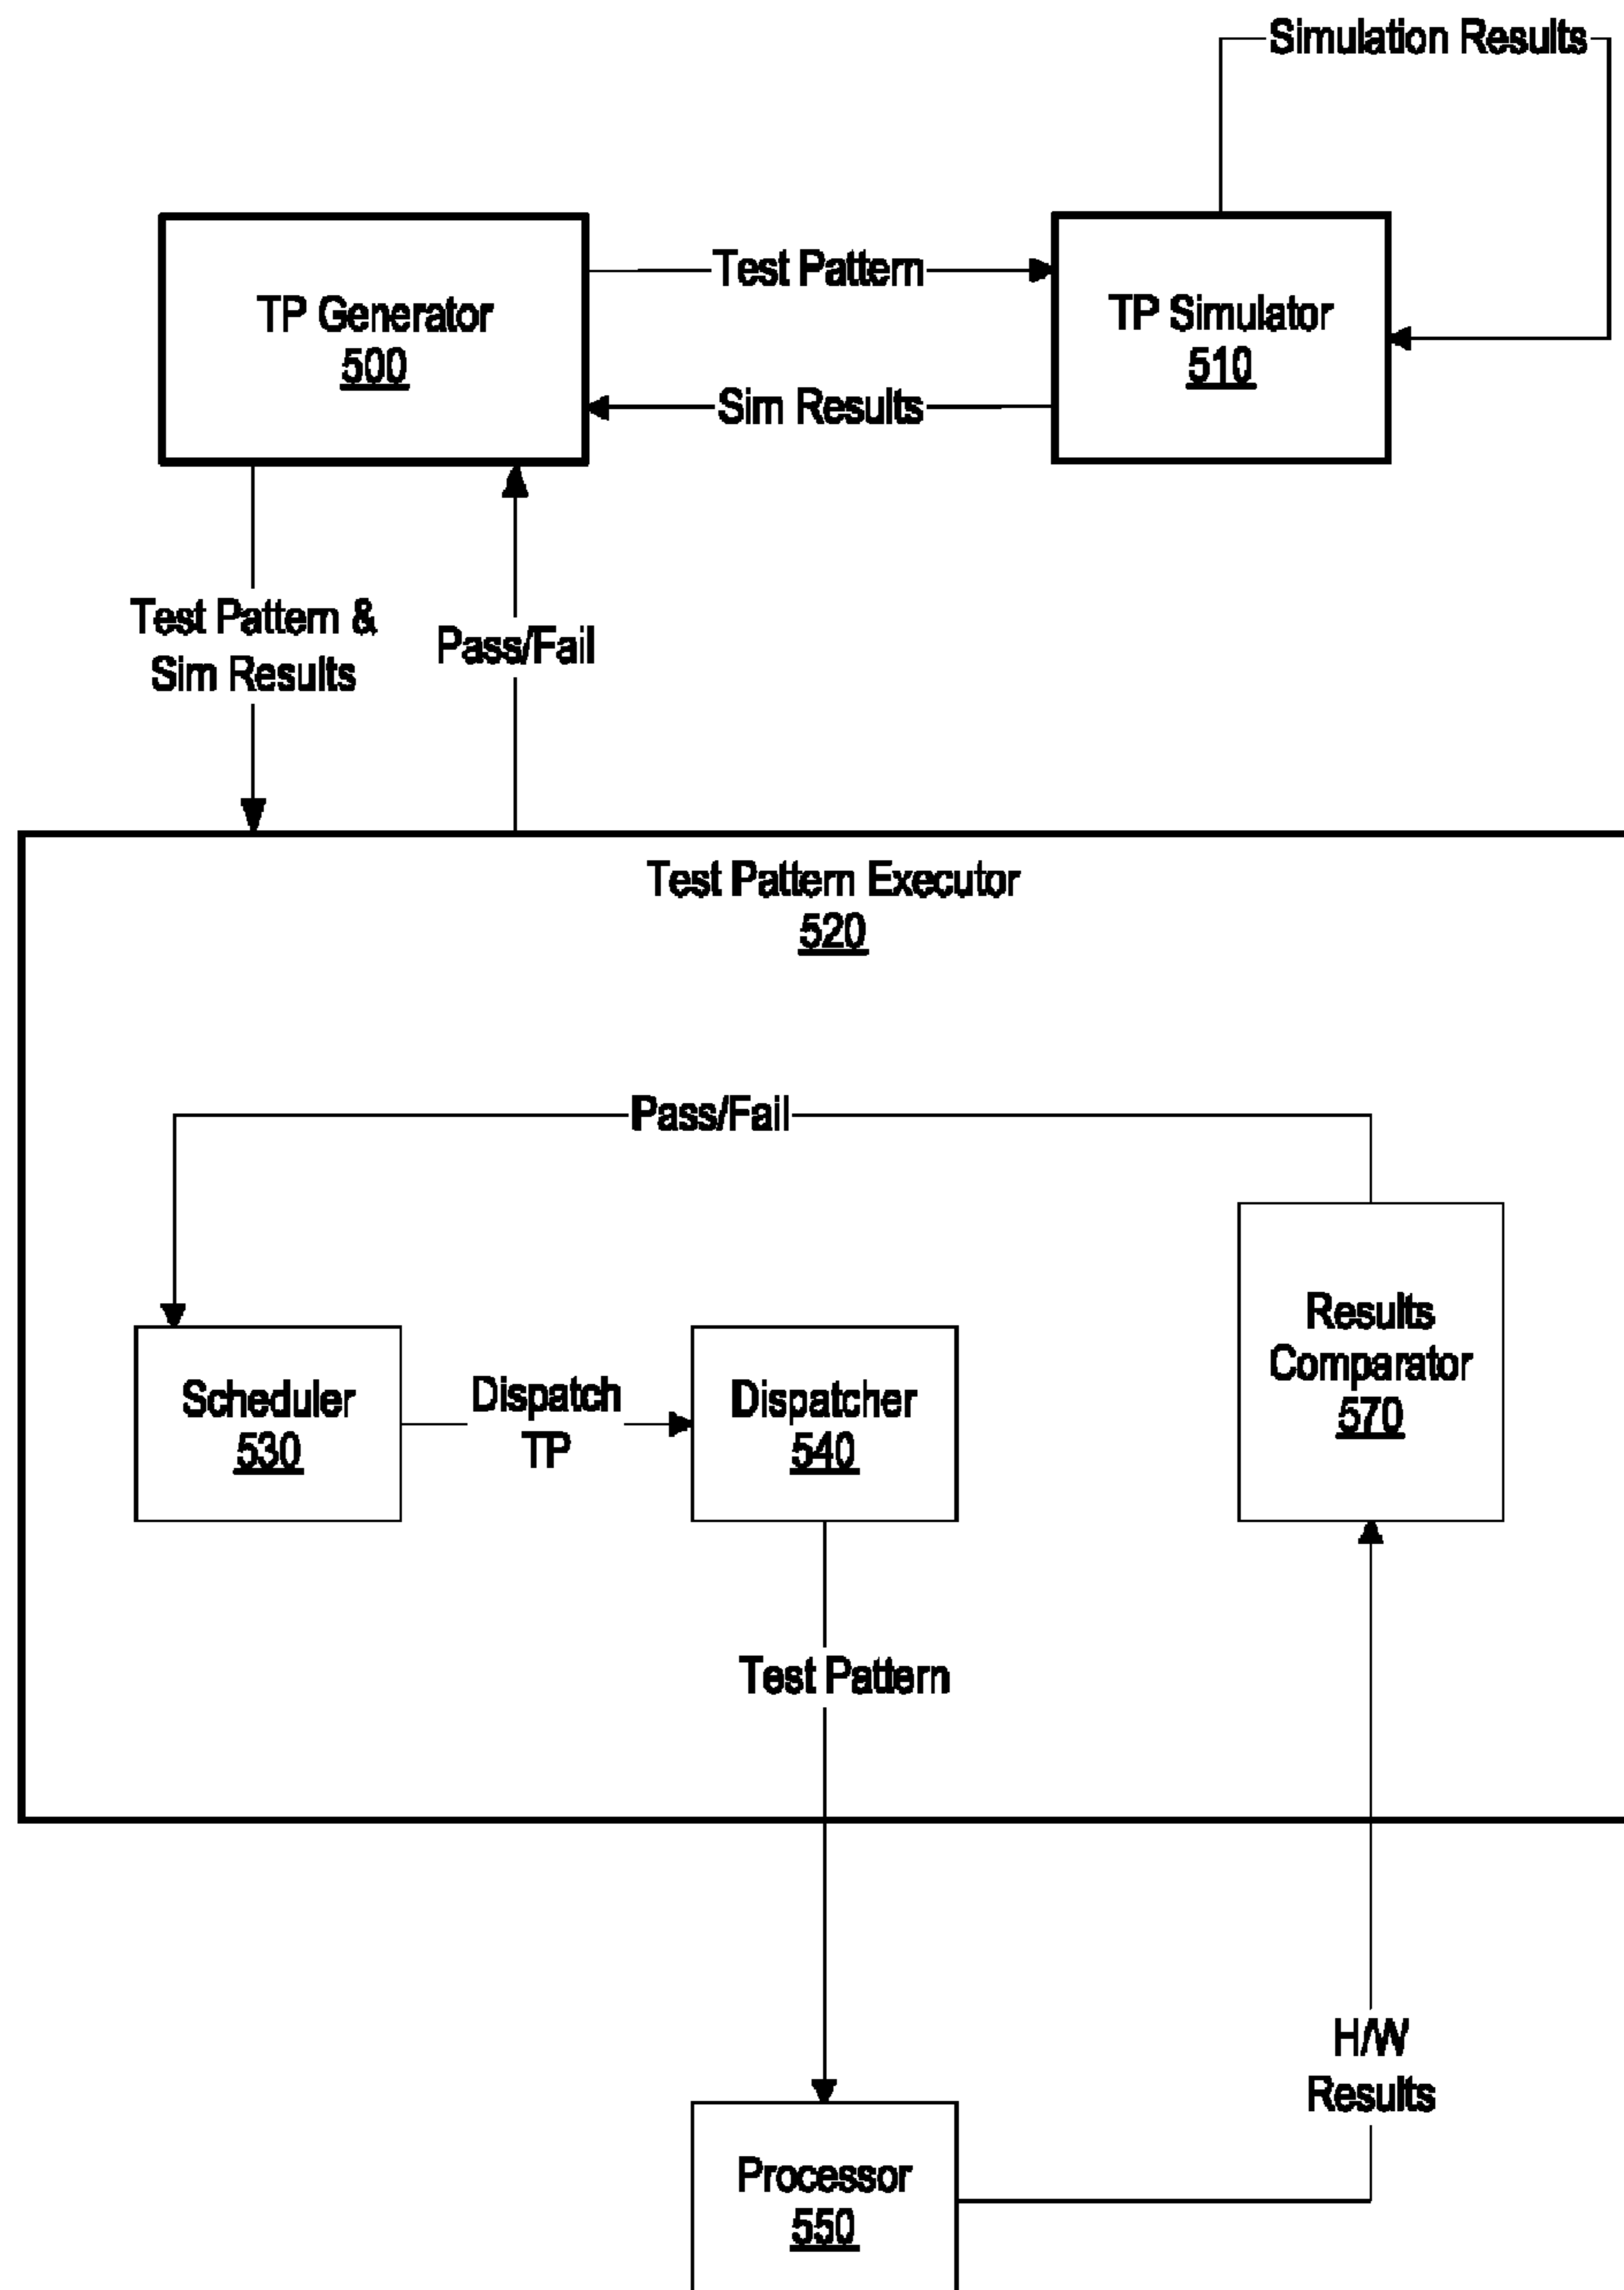 Simulation Results
Test Pattern
TP Generator
500
TP Simulator
510
Sim Results
Test Pattern &
Sim Results
Pass/Fail
Test Pattern Executor
520
Pass/Fail
Scheduler
530
Dispatch
TP
Dispatcher
540
Results
Comparator
570
Test Pattern
H/W
Results
Processor
550